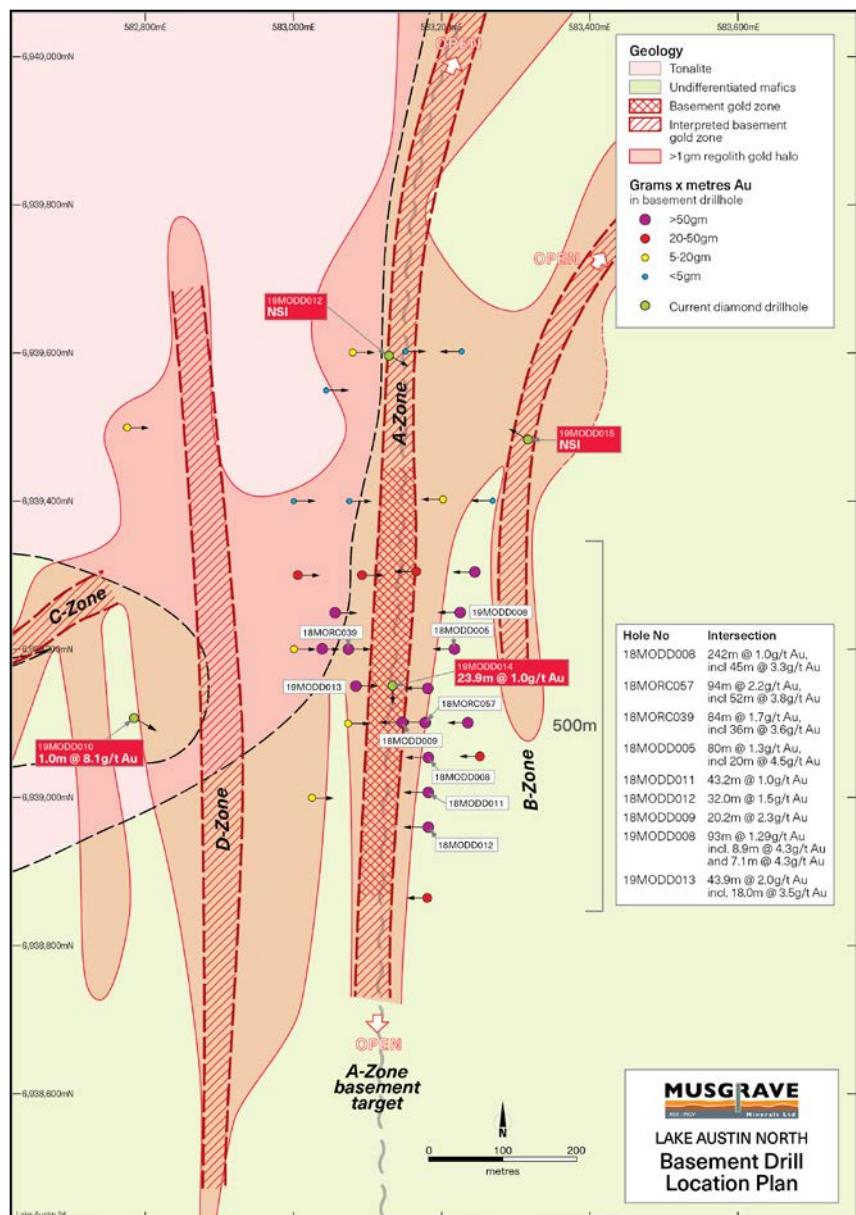 582,800mE
583,000mE
583,200mE
583,400mE
583,600mE
6,940,000mN
6,939,800mN
6,939,600mN
6,939,400mN
6,939,000mN
6,938,800mN
6,938,600mN
OPEN
OPEN
Geology
Tonalite
Undifferentiated mafics
Basement gold zone
Interpreted basement
gold zone
>1gm regolith gold halo
Grams x metres Au
in basement drillhole
>50gm
20-50gm
5-20gm
<5gm
Current diamond drillhole
19MODD012
NSI
A-Zone
19MODD015
NSI
C-Zone
18MORC039
19MODD008
18MODD005
19MODD014
23.9m @ 1.0g/t Au
19MODD013
18MORC057
18MODD009
18MODD008
18MODD011
18MODD012
19MODD010
1.0m @ 8.1g/t Au
D-Zone
B-Zone
500m
Hole No Intersection
18MODD008 242m @ 1.0g/t Au,
incl 45m @ 3.3g/t Au
18MORC057 94m @ 2.2g/t Au,
incl 52m @ 3.8g/t Au
18MORC039 84m @ 1.7g/t Au,
incl 36m @ 3.6g/t Au
18MODD005 80m @ 1.3g/t Au,
incl 20m @ 4.5g/t Au
18MODD011 43.2m @ 1.0g/t Au
18MODD012 32.0m @ 1.5g/t Au
18MODD009 20.2m @ 2.3g/t Au
19MODD008 93m @ 1.29g/t Au
incl. 8.9m @ 4.3g/t Au
and 7.1m @ 4.3g/t Au
19MODD013 43.9m @ 2.0g/t Au
incl. 18.0m @ 3.5g/t Au
OPEN
A-Zone
basement
target
N
0 100 200
metres
MUSGRAVE
Minerals Ltd
LAKE AUSTIN NORTH
Basement Drill
Location Plan